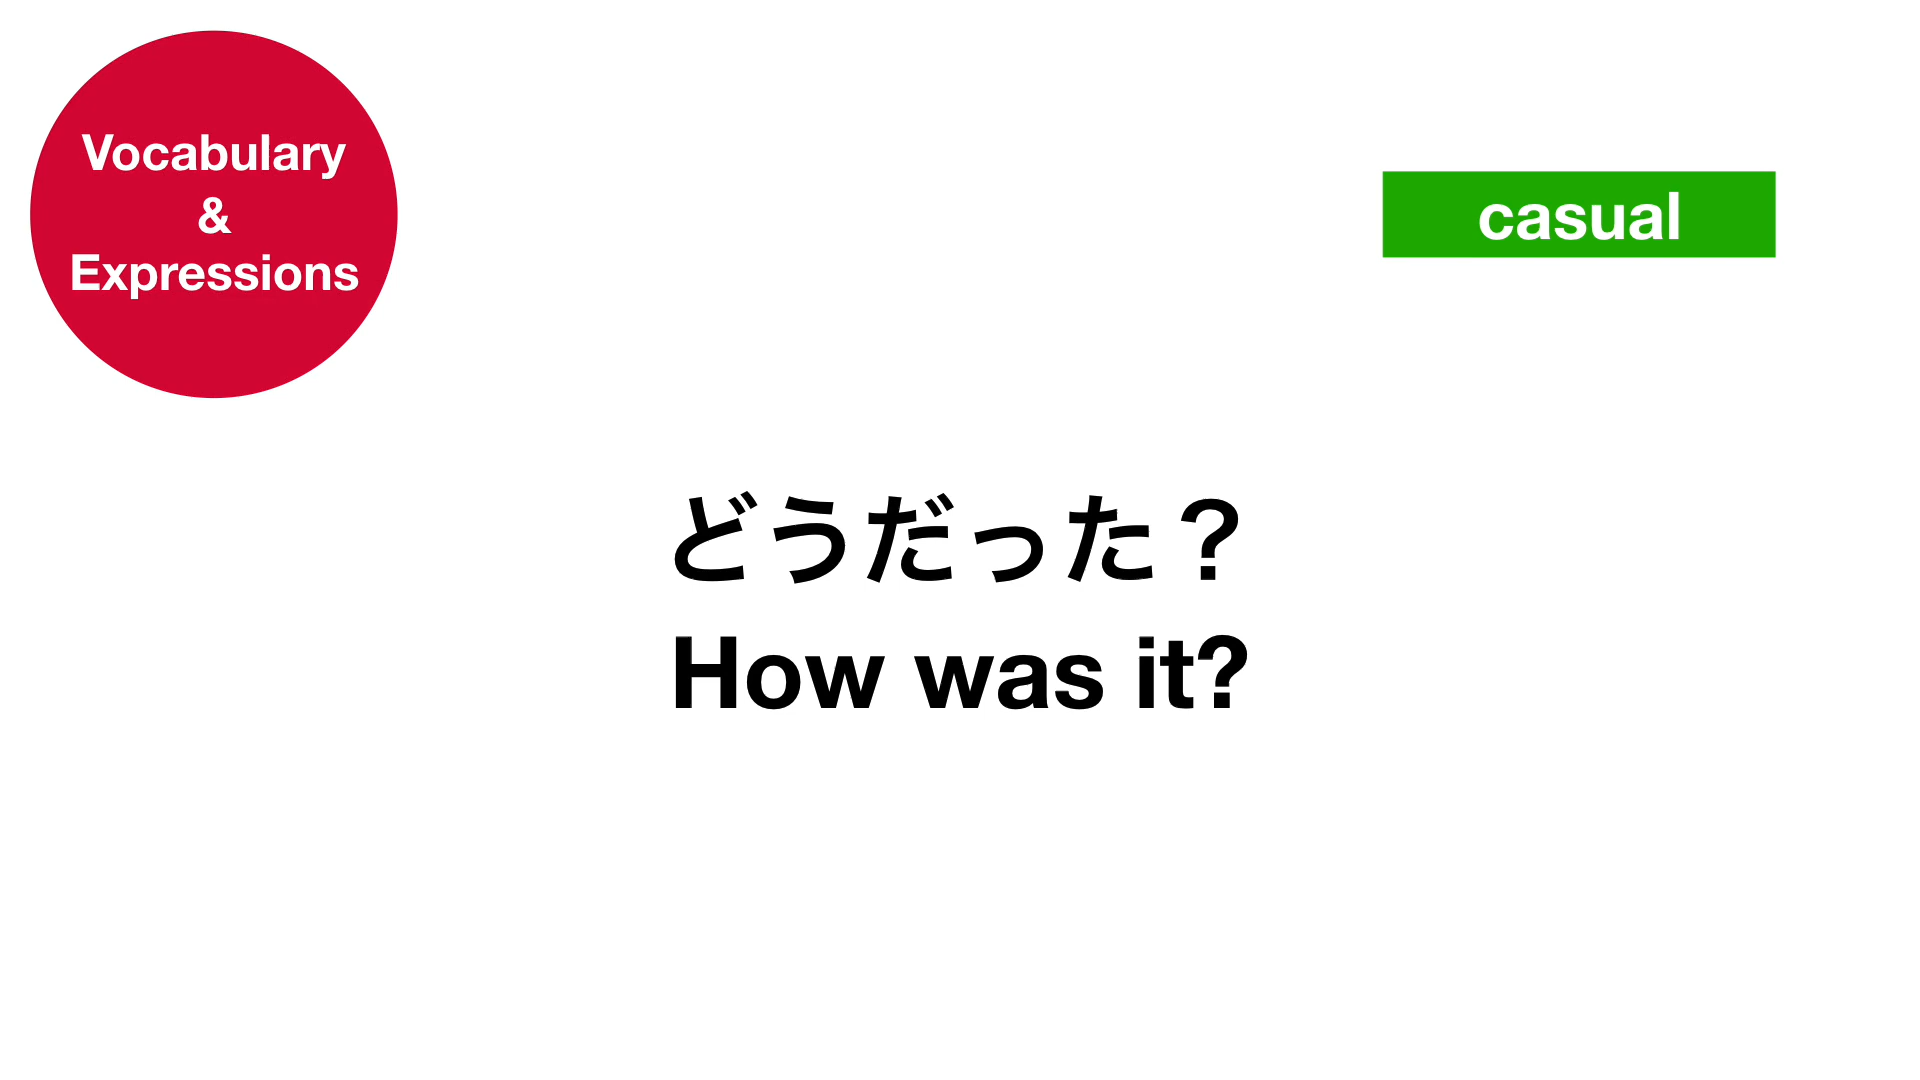 Vocabulary
&
Expressions
casual
どうだった？
How was it?